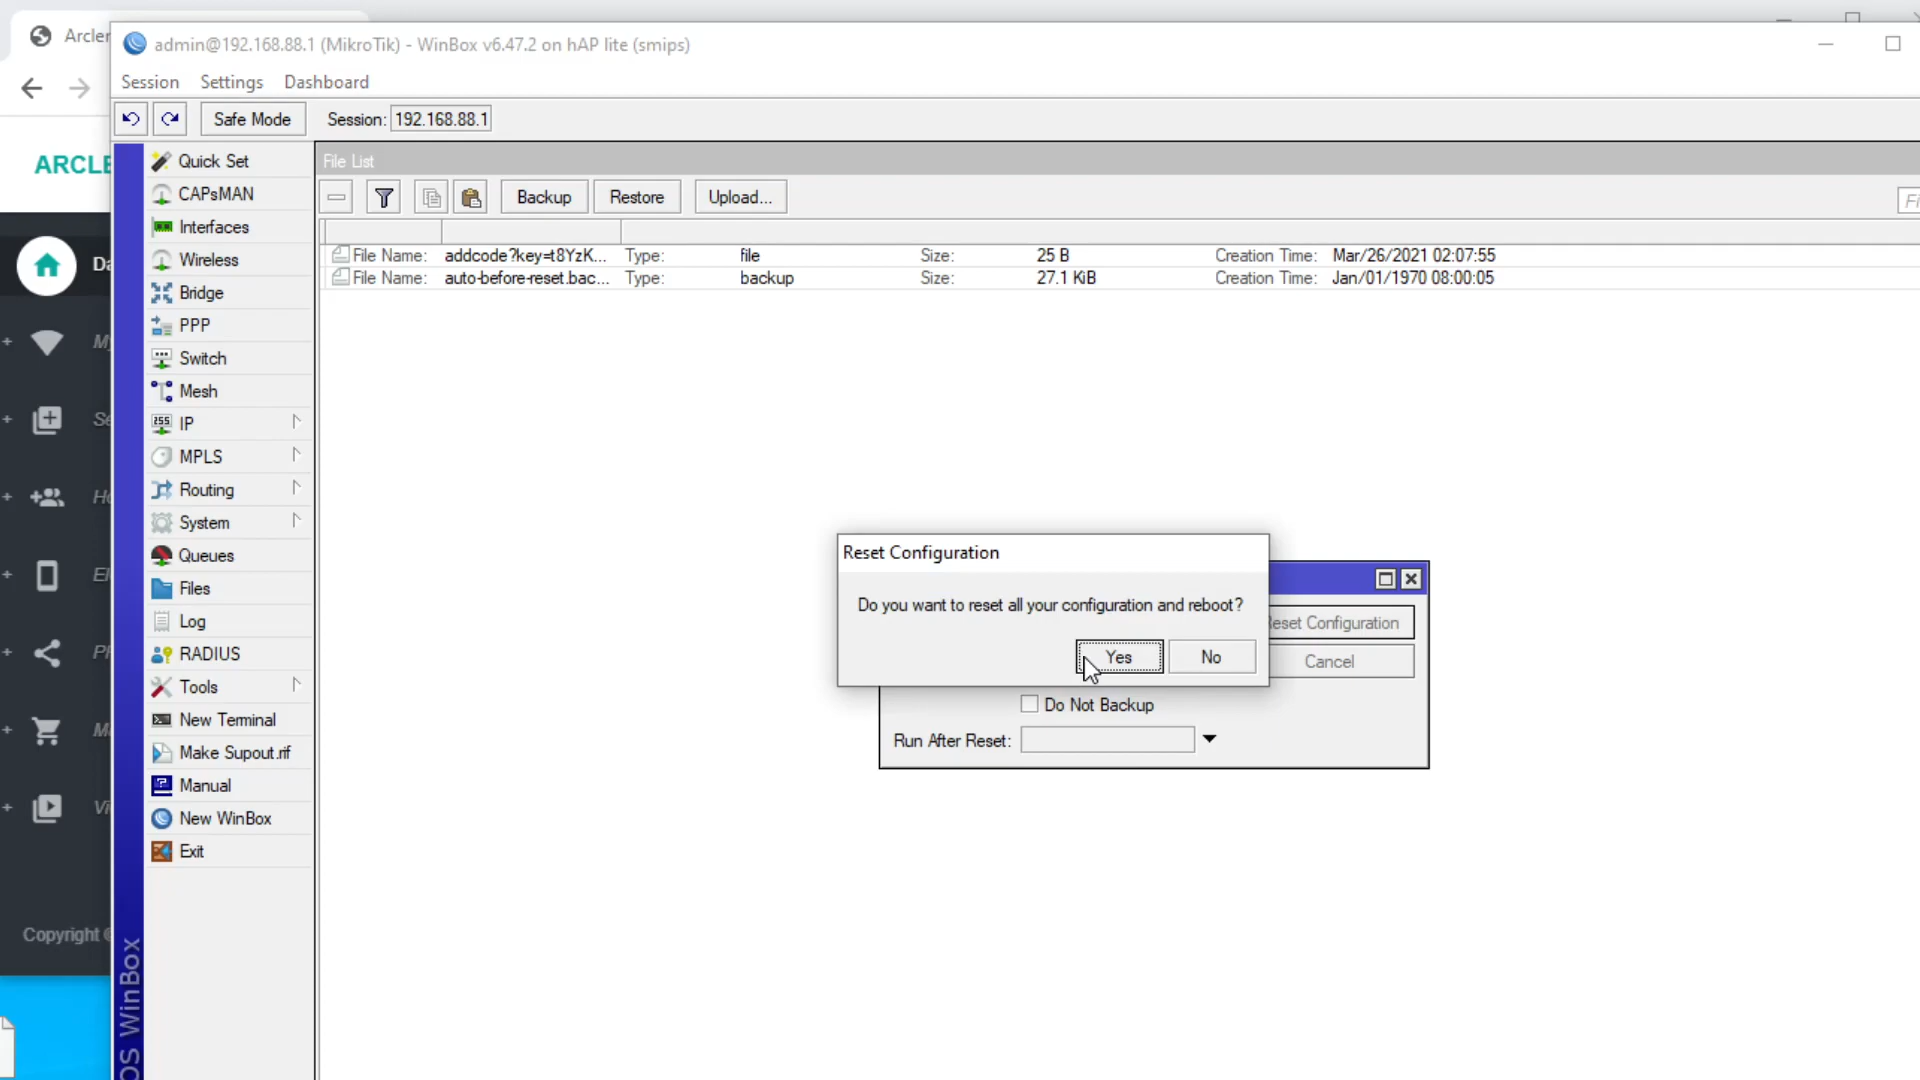 Arcler
admin@192.168.88.1 (MikroTik) - WinBox v6.47.2 on hAP lite (smips)
Session Settings Dashboard
Safe Mode Session: 192.168.88.1
ARCLE
Quick Set
CAPsMAN
Interfaces
Wireless
Bridge
PPP
Switch
Mesh
IP
MPLS
Routing
System
Queues
Files
Log
RADIUS
Tools
New Terminal
Make Supout.rif
Manual
New WinBox
Exit
File List
Backup Restore Upload...
File Name: addcode?key=t8YzK... Type: file Size: 25 B Creation Time: Mar/26/2021 02:07:55
File Name: auto-before-reset.bac... Type: backup Size: 27.1 KiB Creation Time: Jan/01/1970 08:00:05
Reset Configuration
Do you want to reset all your configuration and reboot?
Yes No
eset Configuration
Cancel
Do Not Backup
Run After Reset:
Copyright
OS WinBox